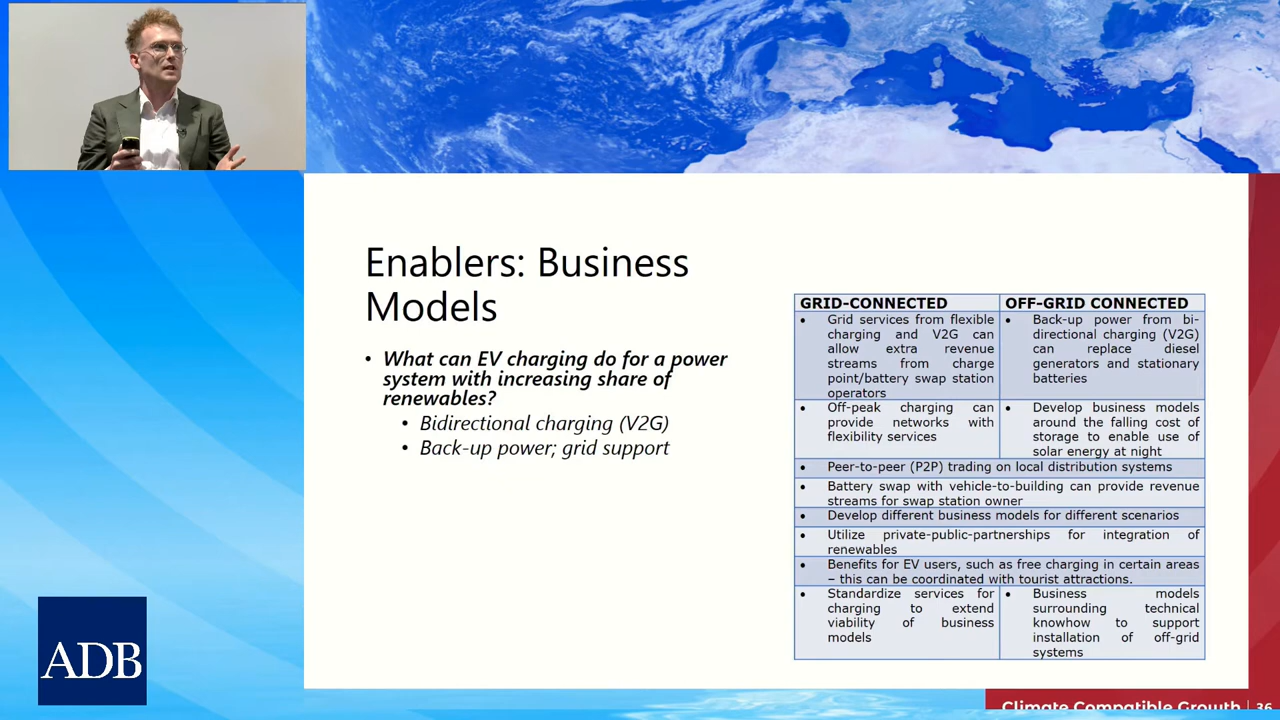 Enablers: Business
Models
• What can EV charging do for a power
system with increasing share of
renewables?
• Bidirectional charging (V2G)
• Back-up power; grid support
GRID-CONNECTED
• Grid services from flexible
charging and V2G can
allow extra revenue
streams from charge
point/battery swap station
operators
OFF-GRID CONNECTED
• Back-up power from bi-
directional charging (V2G)
can replace diesel
generators and stationary
batteries
• Off-peak charging can
provide networks with
flexibility services
• Develop business models
around the falling cost of
storage to enable use of
solar energy at night
• Peer-to-peer (P2P) trading on local distribution systems
• Battery swap with vehicle-to-building can provide revenue
streams for swap station owner
• Develop different business models for different scenarios
• Utilize private-public-partnerships for integration of
renewables
• Benefits for EV users, such as free charging in certain areas
– this can be coordinated with tourist attractions.
• Standardize services for
charging to extend
viability of business
models
• Business models
surrounding technical
knowhow to support
installation of off-grid
systems
ADB
Climate Compatible Growth | 36